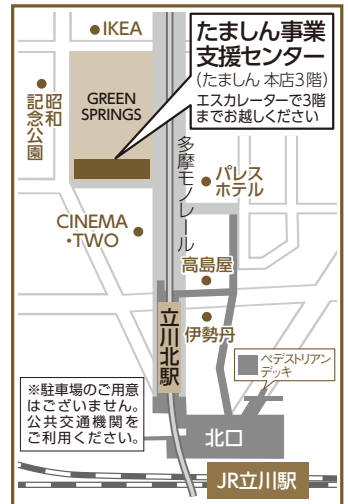 IKEA
たましん事業
支援センター
(たましん 本店3階)
エスカレーターで3階
までお越しください
昭和
記念公園
GREEN
SPRINGS
多摩モノレール
パレス
ホテル
CINEMA
・TWO
高島屋
立川北駅
伊勢丹
ペデストリアン
デッキ
※駐車場のご用意
はございません。
公共交通機関を
ご利用ください。
北口
JR立川駅